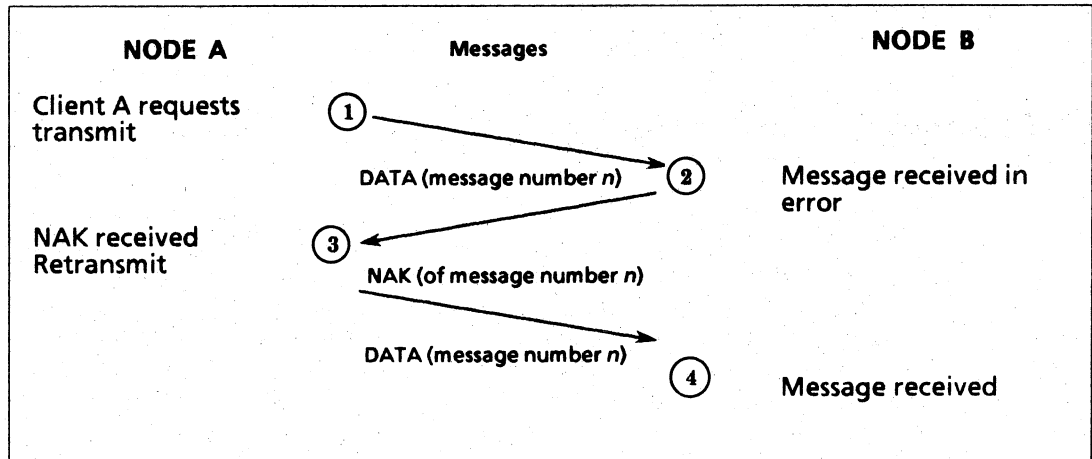 NODE A
Messages
NODE B
Client A requests
transmit
1
DATA (message number n)
2
Message received in
error
NAK received
Retransmit
3
NAK (of message number n)
DATA (message number n)
4
Message received